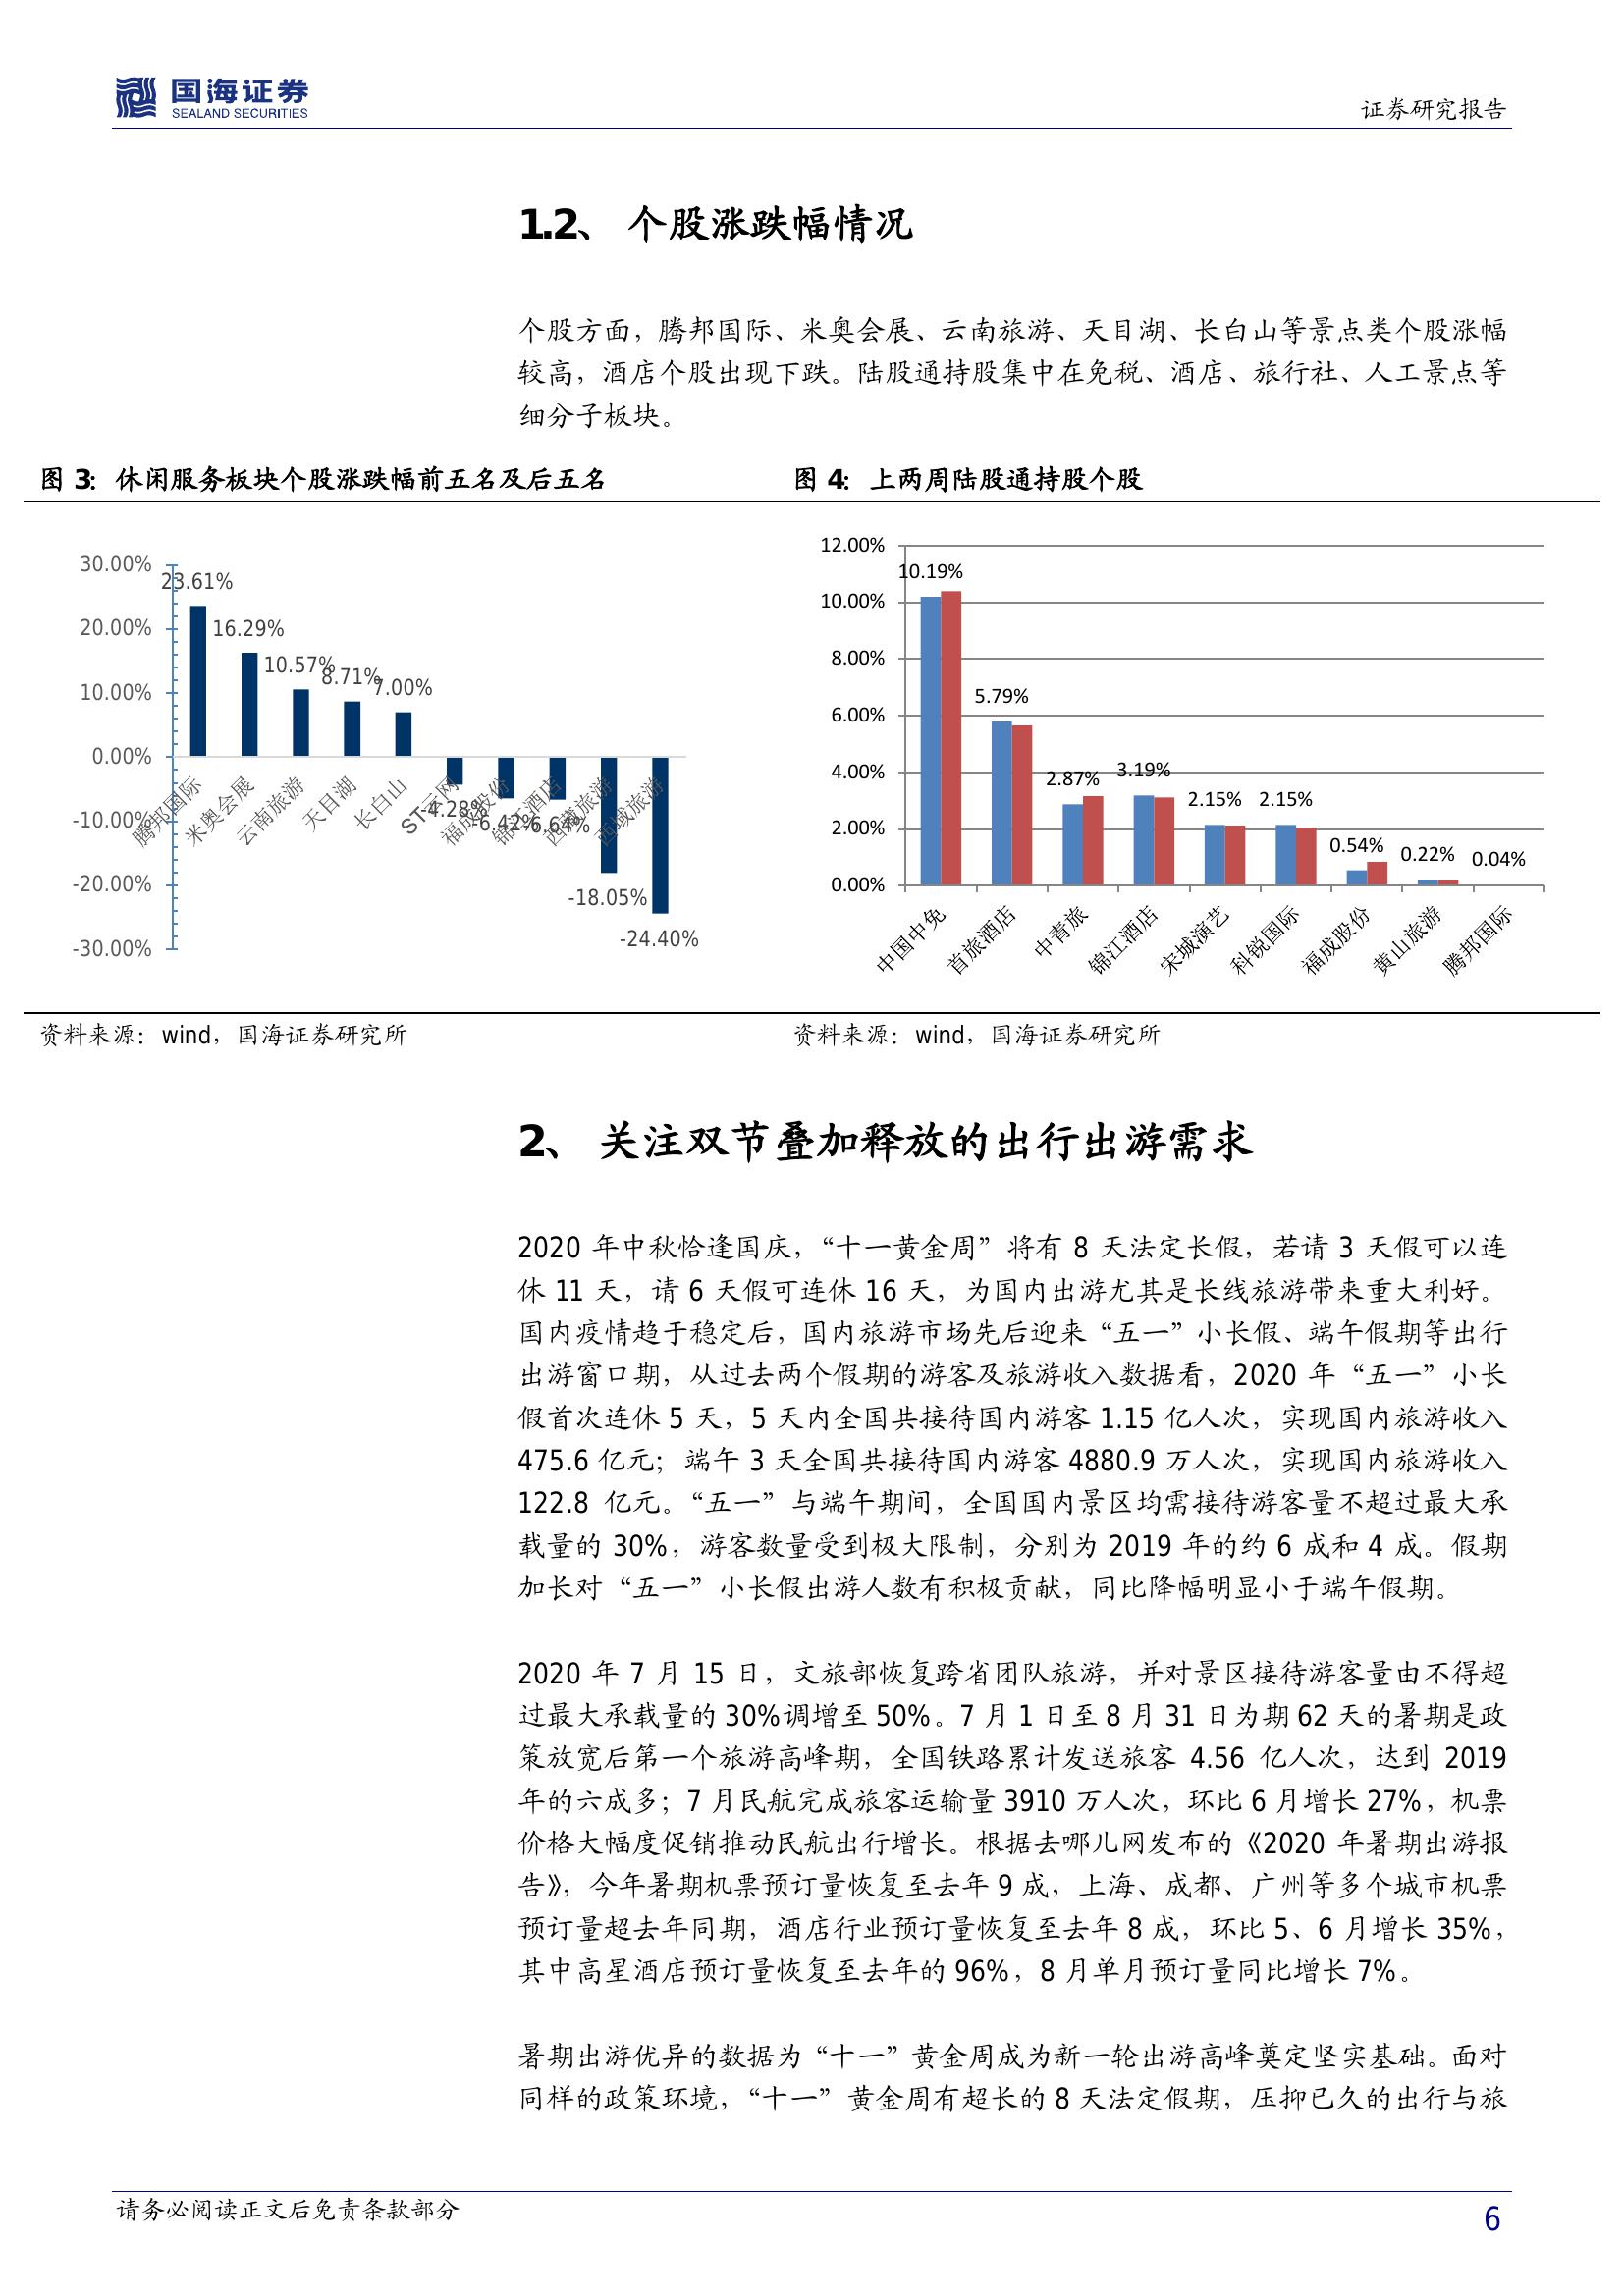 国海证券
SEALAND SECURITIES
证券研究报告
1.2、 个股涨跌幅情况
个股方面，腾邦国际、米奥会展、云南旅游、天目湖、长白山等景点类个股涨幅
较高，酒店个股出现下跌。陆股通持股集中在免税、酒店、旅行社、人工景点等
细分子板块。
图 3：休闲服务板块个股涨跌幅前五名及后五名
30.00%
20.00%
10.00%
0.00%
-10.00%
-20.00%
-30.00%
23.61%
16.29%
10.57%
8.71%
7.00%
-4.28%
-6.42%
-6.64%
-18.05%
-24.40%
腾邦国际
米奥会展
云南旅游
天目湖
长白山
ST云网
福成股份
锦江酒店
西藏旅游
西域旅游
图 4：上两周陆股通持股个股
12.00%
10.00%
8.00%
6.00%
4.00%
2.00%
0.00%
10.19%
5.79%
2.87%
3.19%
2.15%
2.15%
0.54%
0.22%
0.04%
中国中免
首旅酒店
中青旅
锦江酒店
宋城演艺
科锐国际
福成股份
黄山旅游
腾邦国际
资料来源：wind，国海证券研究所
资料来源：wind，国海证券研究所
2、 关注双节叠加释放的出行出游需求
2020 年中秋恰逢国庆，“十一黄金周”将有 8 天法定长假，若请 3 天假可以连
休 11 天，请 6 天假可连休 16 天，为国内出游尤其是长线旅游带来重大利好。
国内疫情趋于稳定后，国内旅游市场先后迎来“五一”小长假、端午假期等出行
出游窗口期，从过去两个假期的游客及旅游收入数据看，2020 年“五一”小长
假首次连休 5 天，5 天内全国共接待国内游客 1.15 亿人次，实现国内旅游收入
475.6 亿元；端午 3 天全国共接待国内游客 4880.9 万人次，实现国内旅游收入
122.8 亿元。“五一”与端午期间，全国国内景区均需接待游客量不超过最大承
载量的 30%，游客数量受到极大限制，分别为 2019 年的约 6 成和 4 成。假期
加长对“五一”小长假出游人数有积极贡献，同比降幅明显小于端午假期。
2020 年 7 月 15 日，文旅部恢复跨省团队旅游，并对景区接待游客量由不得超
过最大承载量的 30%调增至 50%。7 月 1 日至 8 月 31 日为期 62 天的暑期是政
策放宽后第一个旅游高峰期，全国铁路累计发送旅客 4.56 亿人次，达到 2019
年的六成多；7 月民航完成旅客运输量 3910 万人次，环比 6 月增长 27%，机票
价格大幅度促销推动民航出行增长。根据去哪儿网发布的《2020 年暑期出游报
告》，今年暑期机票预订量恢复至去年 9 成，上海、成都、广州等多个城市机票
预订量超去年同期，酒店行业预订量恢复至去年 8 成，环比 5、6 月增长 35%，
其中高星酒店预订量恢复至去年的 96%，8 月单月预订量同比增长 7%。
暑期出游优异的数据为“十一”黄金周成为新一轮出游高峰奠定坚实基础。面对
同样的政策环境，“十一”黄金周有超长的 8 天法定假期，压抑已久的出行与旅
请务必阅读正文后免责条款部分
6